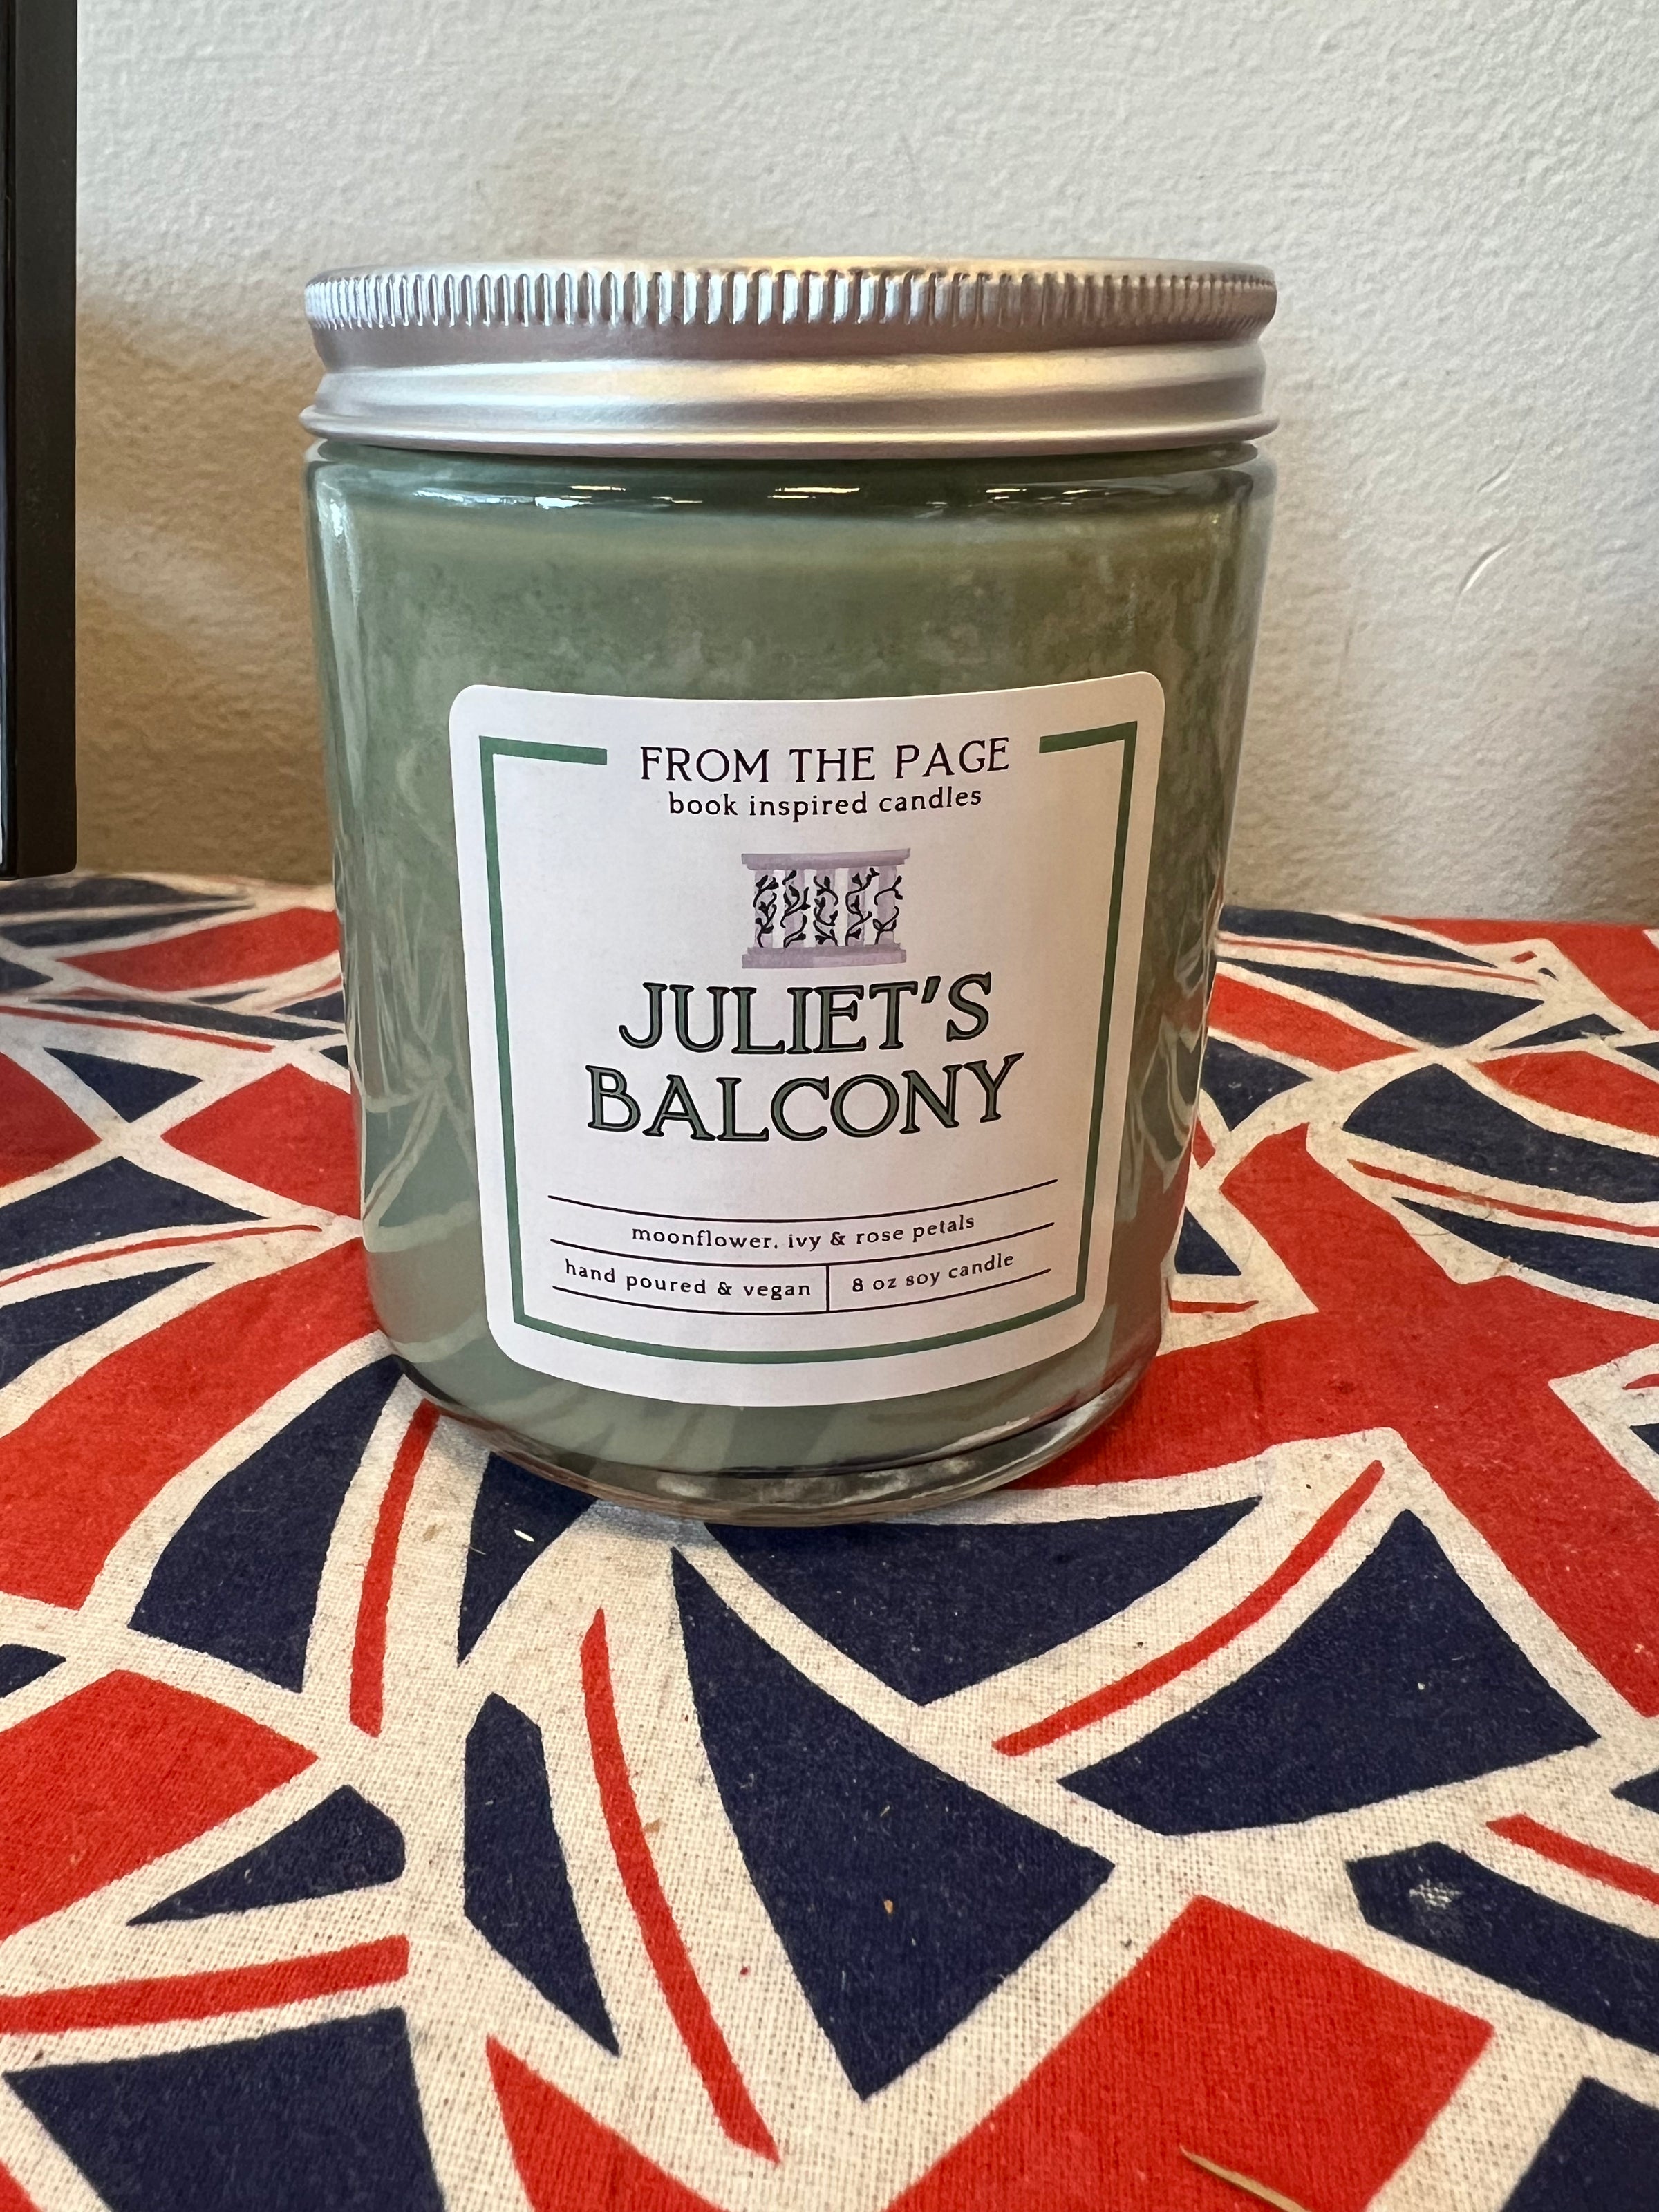 FROM THE PAGE
book inspired candles
JULIET'S
BALCONY
moonflower, ivy & rose petals
hand poured & vegan
8 oz soy candle